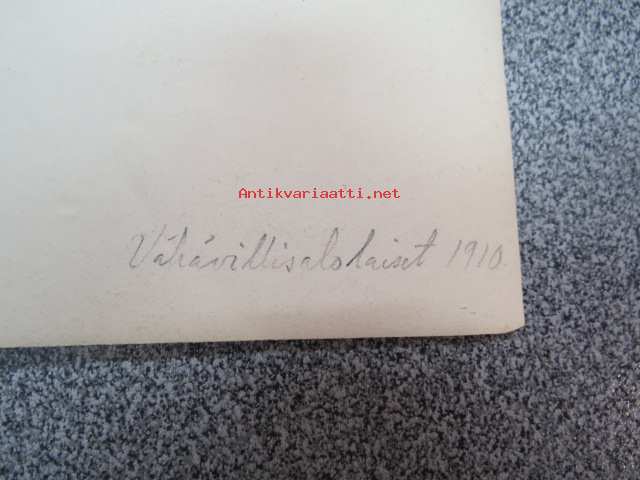 Antikvariaatti.net
Vähävillisalolaiset 1910.